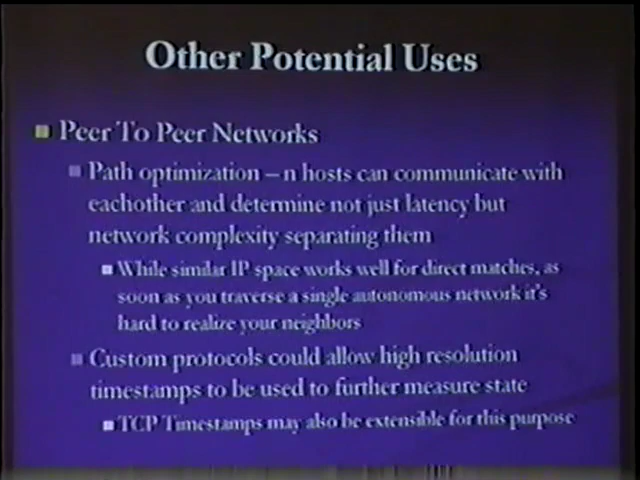 Other Potential Uses
Peer To Peer Networks
Path optimization – n hosts can communicate with
eachother and determine not just latency but
network complexity separating them
While similar IP space works well for direct matches, as
soon as you traverse a single autonomous network it's
hard to realize your neighbors
Custom protocols could allow high resolution
timestamps to be used to further measure state
TCP Timestamps may also be extensible for this purpose